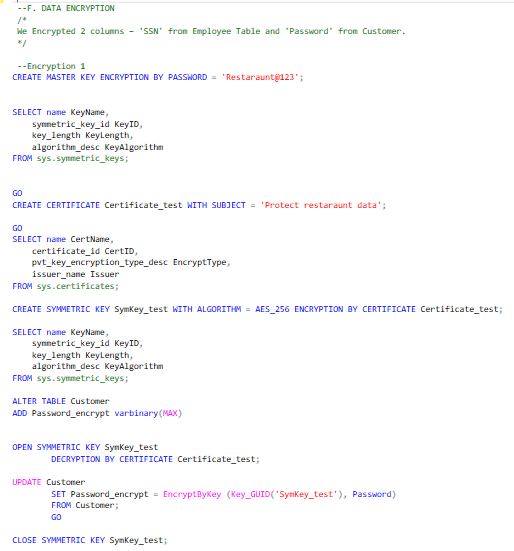 --F. DATA ENCRYPTION
/*
We Encrypted 2 columns - 'SSN' from Employee Table and 'Password' from Customer.
*/
--Encryption 1
CREATE MASTER KEY ENCRYPTION BY PASSWORD = 'Restaraunt@123';
SELECT name KeyName,
symmetric_key_id KeyID,
key_length KeyLength,
algorithm_desc KeyAlgorithm
FROM sys.symmetric_keys;
GO
CREATE CERTIFICATE Certificate_test WITH SUBJECT = 'Protect restaraunt data';
GO
SELECT name CertName,
certificate_id CertID,
pvt_key_encryption_type_desc EncryptType,
issuer_name Issuer
FROM sys.certificates;
CREATE SYMMETRIC KEY SymKey_test WITH ALGORITHM = AES_256 ENCRYPTION BY CERTIFICATE Certificate_test;
SELECT name KeyName,
symmetric_key_id KeyID,
key_length KeyLength,
algorithm_desc KeyAlgorithm
FROM sys.symmetric_keys;
ALTER TABLE Customer
ADD Password_encrypt varbinary(MAX)
OPEN SYMMETRIC KEY SymKey_test
DECRYPTION BY CERTIFICATE Certificate_test;
UPDATE Customer
SET Password_encrypt = EncryptByKey (Key_GUID('SymKey_test'), Password)
FROM Customer;
GO
CLOSE SYMMETRIC KEY SymKey_test;